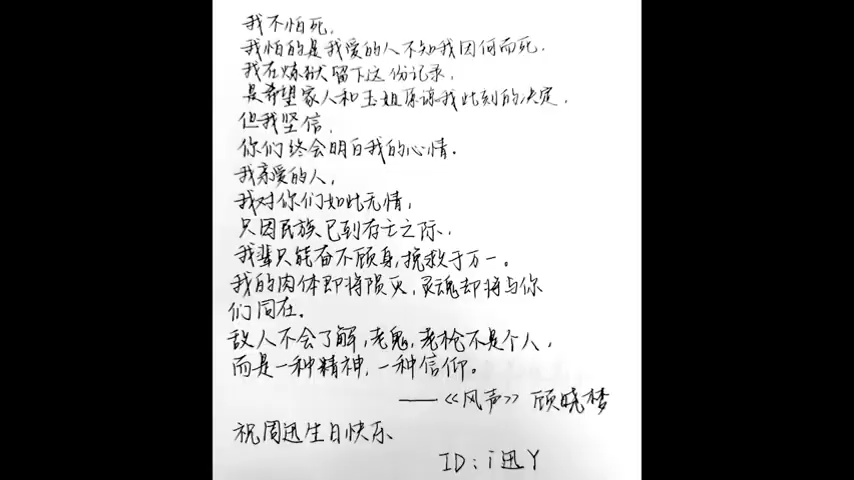 我不怕死,
我怕的是我爱的人不知我因何而死.
我在炼狱留下这份记录,
是希望家人和玉姐原谅我此刻的决定,
但我坚信,
你们终会明白我的心情.
我亲爱的人,
我对你们如此无情,
只因民族已到存亡之际,
我辈只能奋不顾身,挽救于万一。
我的肉体即将陨灭,灵魂却将与你
们同在.
敌人不会了解,老鬼,老枪不是个人,
而是一种精神,一种信仰。
——《风声》顾晓梦
祝周迅生日快乐
ID:i迅Y